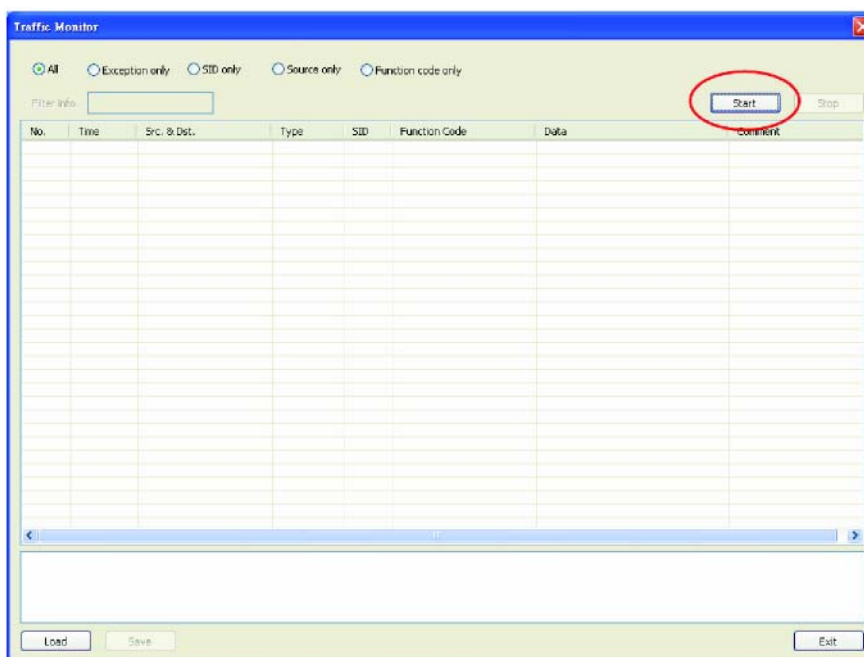 Traffic Monitor
All Exception only SID only Source only Function code only
Filter Info. Start Stop
No. Time Src. & Dst. Type SID Function Code Data Comment
Load Save Exit